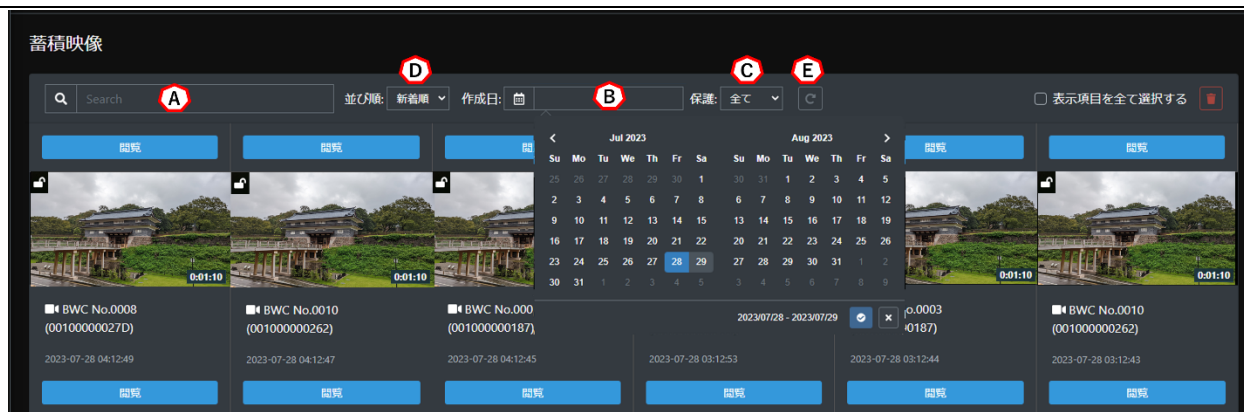 蓄積映像
D C E
Search A 並び順: 新着順 作成日: B 保護: 全て 表示項目を全て選択する
閲覧 閲覧 閲 閲覧 閲覧
Jul 2023 Aug 2023
Su Mo Tu We Th Fr Sa Su Mo Tu We Th Fr Sa
25 26 27 28 29 30 1 30 31 1 2 3 4 5
2 3 4 5 6 7 8 6 7 8 9 10 11 12
9 10 11 12 13 14 15 13 14 15 16 17 18 19
16 17 18 19 20 21 22 20 21 22 23 24 25 26
23 24 25 26 27 28 29 27 28 29 30 31 1 2
30 31 1 2 3 4 5 3 4 5 6 7 8 9
0:01:10 0:01:10 0:01:10 0:01:10
2023/07/28 - 2023/07/29
BWC No.0008 BWC No.0010 BWC No.00 o.0003 BWC No.0010
(00100000027D) (001000000262) (001000000187) 0187) (001000000262)
2023-07-28 04:12:49 2023-07-28 04:12:47 2023-07-28 04:12:45 2023-07-28 03:12:53 2023-07-28 03:12:44 2023-07-28 03:12:43
閲覧 閲覧 閲覧 閲覧 閲覧 閲覧